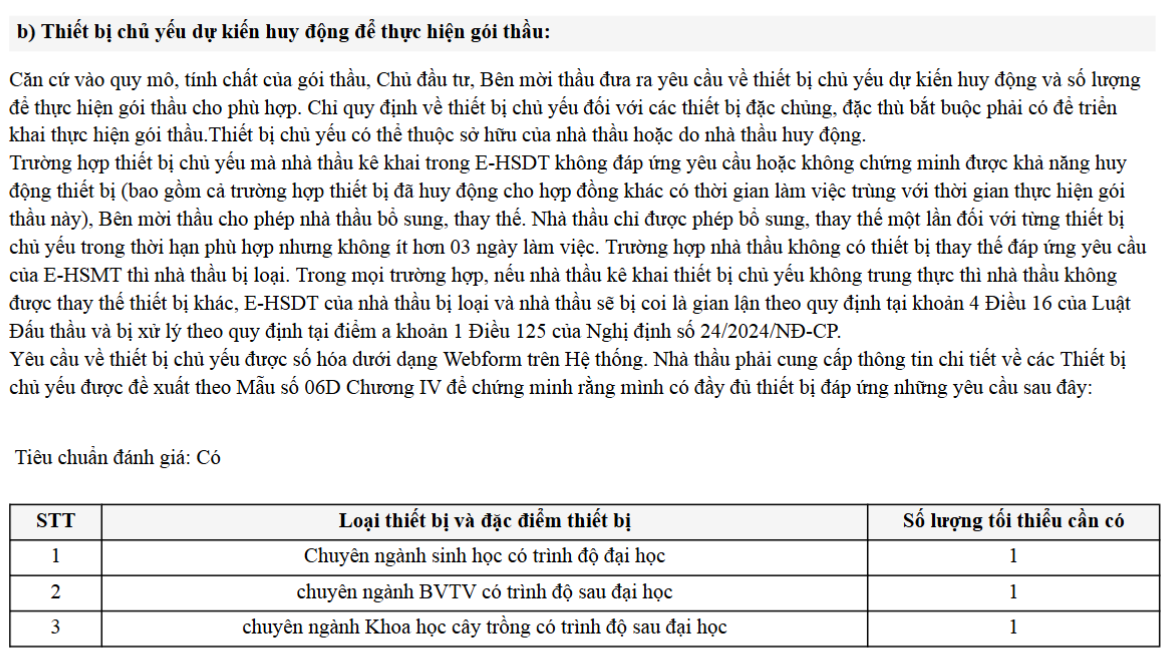 b) Thiết bị chủ yếu dự kiến huy động để thực hiện gói thầu:
Căn cứ vào quy mô, tính chất của gói thầu, Chủ đầu tư, Bên mời thầu đưa ra yêu cầu về thiết bị chủ yếu dự kiến huy động và số lượng
để thực hiện gói thầu cho phù hợp. Chỉ quy định về thiết bị chủ yếu đối với các thiết bị đặc chủng, đặc thù bắt buộc phải có để triển
khai thực hiện gói thầu.Thiết bị chủ yếu có thể thuộc sở hữu của nhà thầu hoặc do nhà thầu huy động.
Trường hợp thiết bị chủ yếu mà nhà thầu kê khai trong E-HSDT không đáp ứng yêu cầu hoặc không chứng minh được khả năng huy
động thiết bị (bao gồm cả trường hợp thiết bị đã huy động cho hợp đồng khác có thời gian làm việc trùng với thời gian thực hiện gói
thầu này), Bên mời thầu cho phép nhà thầu bổ sung, thay thế. Nhà thầu chỉ được phép bổ sung, thay thế một lần đối với từng thiết bị
chủ yếu trong thời hạn phù hợp nhưng không ít hơn 03 ngày làm việc. Trường hợp nhà thầu không có thiết bị thay thế đáp ứng yêu cầu
của E-HSMT thì nhà thầu bị loại. Trong mọi trường hợp, nếu nhà thầu kê khai thiết bị chủ yếu không trung thực thì nhà thầu không
được thay thế thiết bị khác, E-HSDT của nhà thầu bị loại và nhà thầu sẽ bị coi là gian lận theo quy định tại khoản 4 Điều 16 của Luật
Đấu thầu và bị xử lý theo quy định tại điểm a khoản 1 Điều 125 của Nghị định số 24/2024/NĐ-CP.
Yêu cầu về thiết bị chủ yếu được số hóa dưới dạng Webform trên Hệ thống. Nhà thầu phải cung cấp thông tin chi tiết về các Thiết bị
chủ yếu được đề xuất theo Mẫu số 06D Chương IV để chứng minh rằng mình có đầy đủ thiết bị đáp ứng những yêu cầu sau đây:
Tiêu chuẩn đánh giá: Có
STT Loại thiết bị và đặc điểm thiết bị Số lượng tối thiểu cần có
1 Chuyên ngành sinh học có trình độ đại học 1
2 chuyên ngành BVTV có trình độ sau đại học 1
3 chuyên ngành Khoa học cây trồng có trình độ sau đại học 1